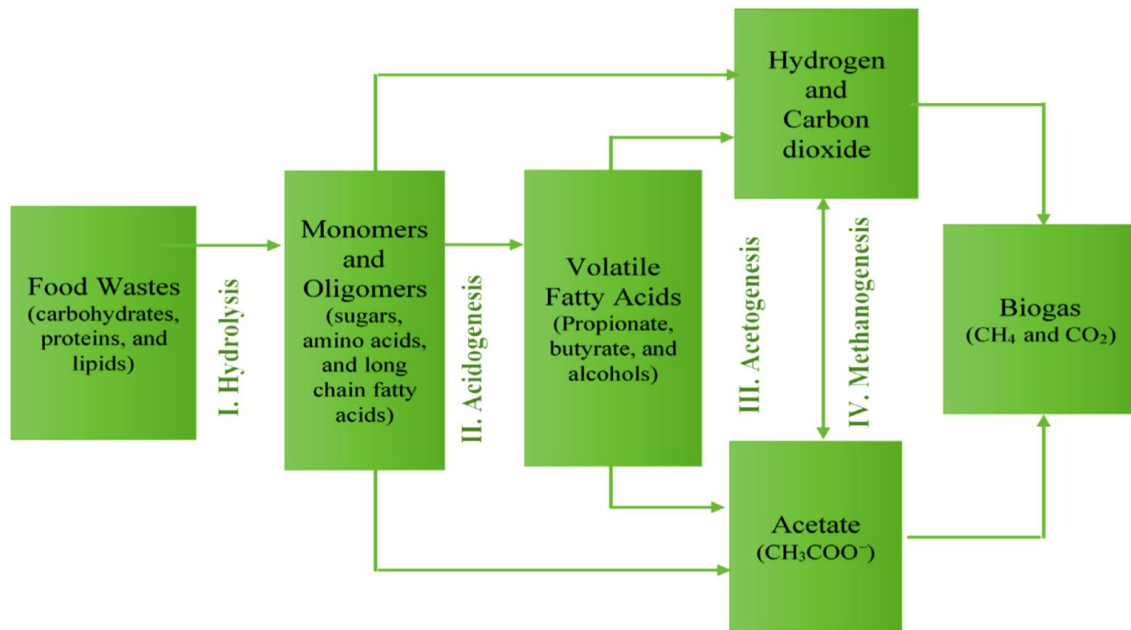 Food Wastes
(carbohydrates,
proteins, and
lipids)
I. Hydrolysis
Monomers
and
Oligomers
(sugars,
amino acids,
and long
chain fatty
acids)
II. Acidogenesis
Volatile
Fatty Acids
(Propionate,
butyrate, and
alcohols)
III. Acetogenesis
IV. Methanogenesis
Hydrogen
and
Carbon
dioxide
Acetate
(CH₃COO⁻)
Biogas
(CH₄ and CO₂)